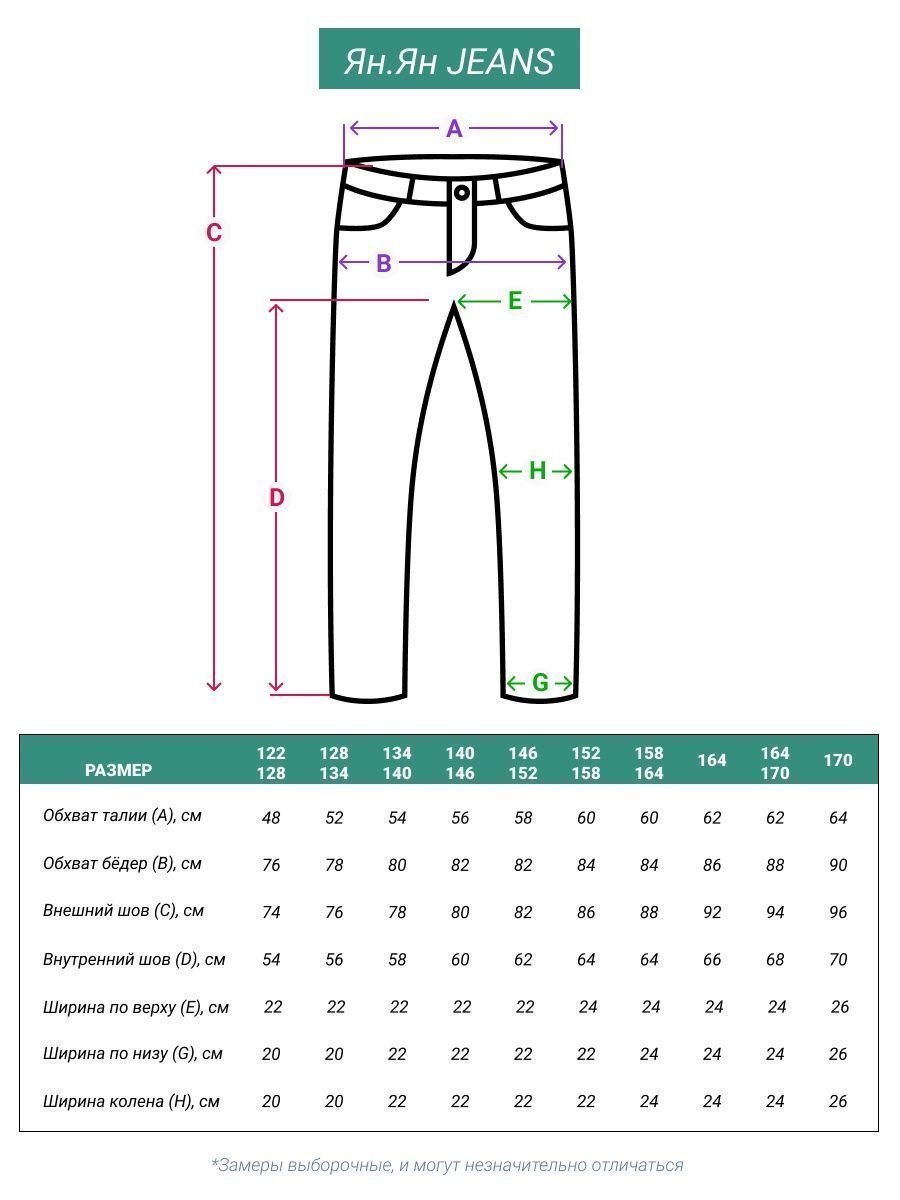 Ян.Ян JEANS
A
C
B
E
H
D
G
РАЗМЕР 122 128 128 134 134 140 140 146 146 152 152 158 158 164 164 164 170 170
Обхват талии (A), см 48 52 54 56 58 60 60 62 62 64
Обхват бёдер (B), см 76 78 80 82 82 84 84 86 88 90
Внешний шов (C), см 74 76 78 80 82 86 88 92 94 96
Внутренний шов (D), см 54 56 58 60 62 64 64 66 68 70
Ширина по верху (E), см 22 22 22 22 22 24 24 24 24 26
Ширина по низу (G), см 20 20 22 22 22 22 24 24 24 26
Ширина колена (H), см 20 20 22 22 22 22 24 24 24 26
*Замеры выборочные, и могут незначительно отличаться